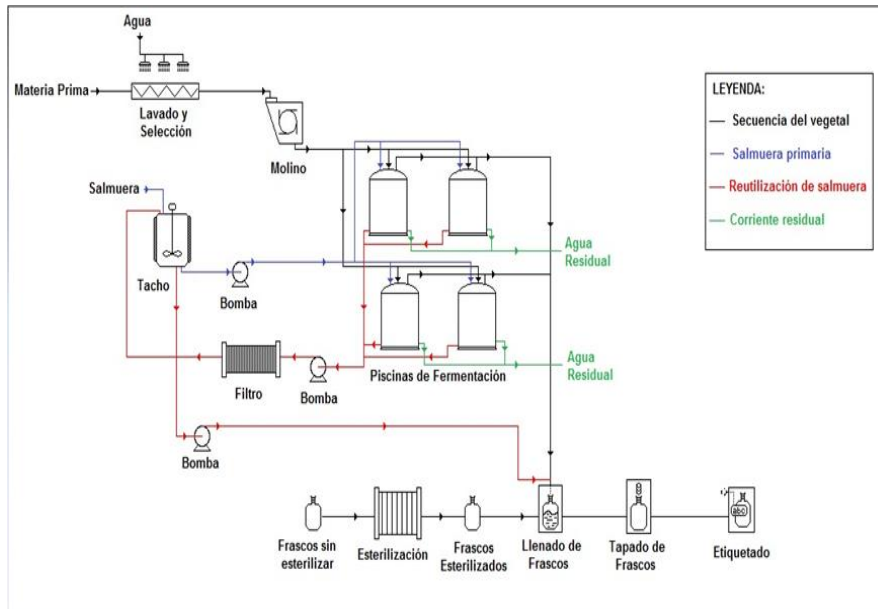 Agua
Materia Prima
Lavado y
Selección
Molino
LEYENDA:
Secuencia del vegetal
Salmuera primaria
Reutilización de salmuera
Corriente residual
Salmuera
Tacho
Bomba
Agua
Residual
Piscinas de Fermentación
Agua
Residual
Filtro
Bomba
Bomba
Frascos sin
esterilizar
Esterilización
Frascos
Esterilizados
Llenado de
Frascos
Tapado de
Frascos
abc
Etiquetado